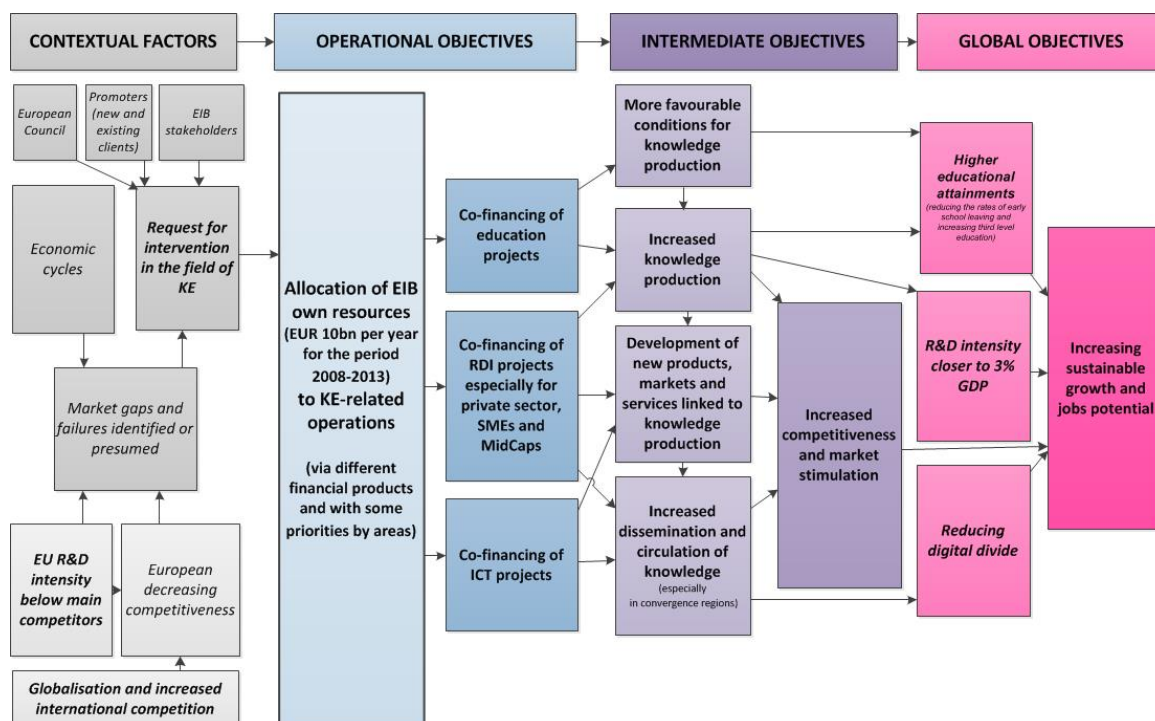 CONTEXTUAL FACTORS
OPERATIONAL OBJECTIVES
INTERMEDIATE OBJECTIVES
GLOBAL OBJECTIVES
European
Council
Promoters
(new and
existing
clients)
EIB
stakeholders
Economic
cycles
Request for
intervention
in the field of
KE
Market gaps and
failures identified or
presumed
EU R&D
intensity
below main
competitors
European
decreasing
competitiveness
Globalisation and increased
international competition
Allocation of EIB
own resources
(EUR 10bn per year
for the period
2008-2013)
to KE-related
operations
(via different
financial products
and with some
priorities by areas)
Co-financing of
education
projects
Co-financing of
RDI projects
especially for
private sector,
SMEs and
MidCaps
Co-financing of
ICT projects
More favourable
conditions for
knowledge
production
Increased
knowledge
production
Development of
new products,
markets and
services linked to
knowledge
production
Increased
dissemination and
circulation of
knowledge
(especially
in convergence regions)
Increased
competitiveness
and market
stimulation
Higher
educational
attainments
(reducing the rates of early
school leaving and
increasing third level
education)
R&D intensity
closer to 3%
GDP
Reducing
digital divide
Increasing
sustainable
growth and
jobs potential